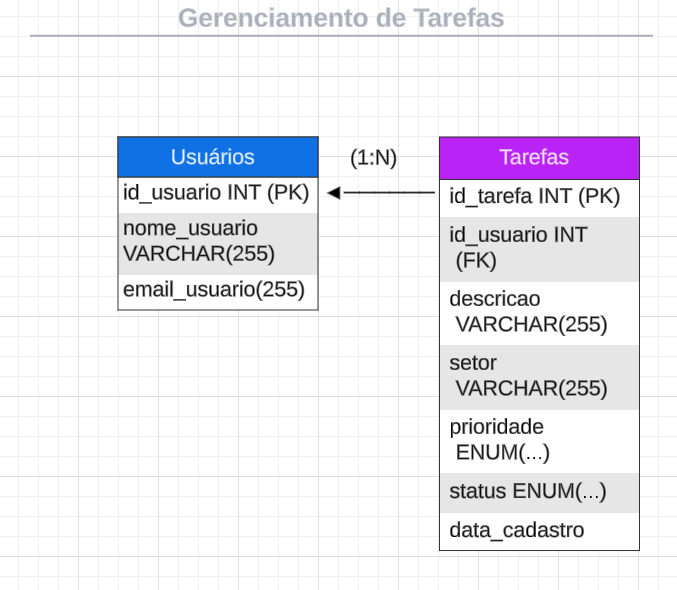 Gerenciamento de Tarefas
Usuários
(1:N)
Tarefas
id_usuario INT (PK)
nome_usuario
VARCHAR(255)
email_usuario(255)
id_tarefa INT (PK)
id_usuario INT
(FK)
descricao
VARCHAR(255)
setor
VARCHAR(255)
prioridade
ENUM(...)
status ENUM(...)
data_cadastro